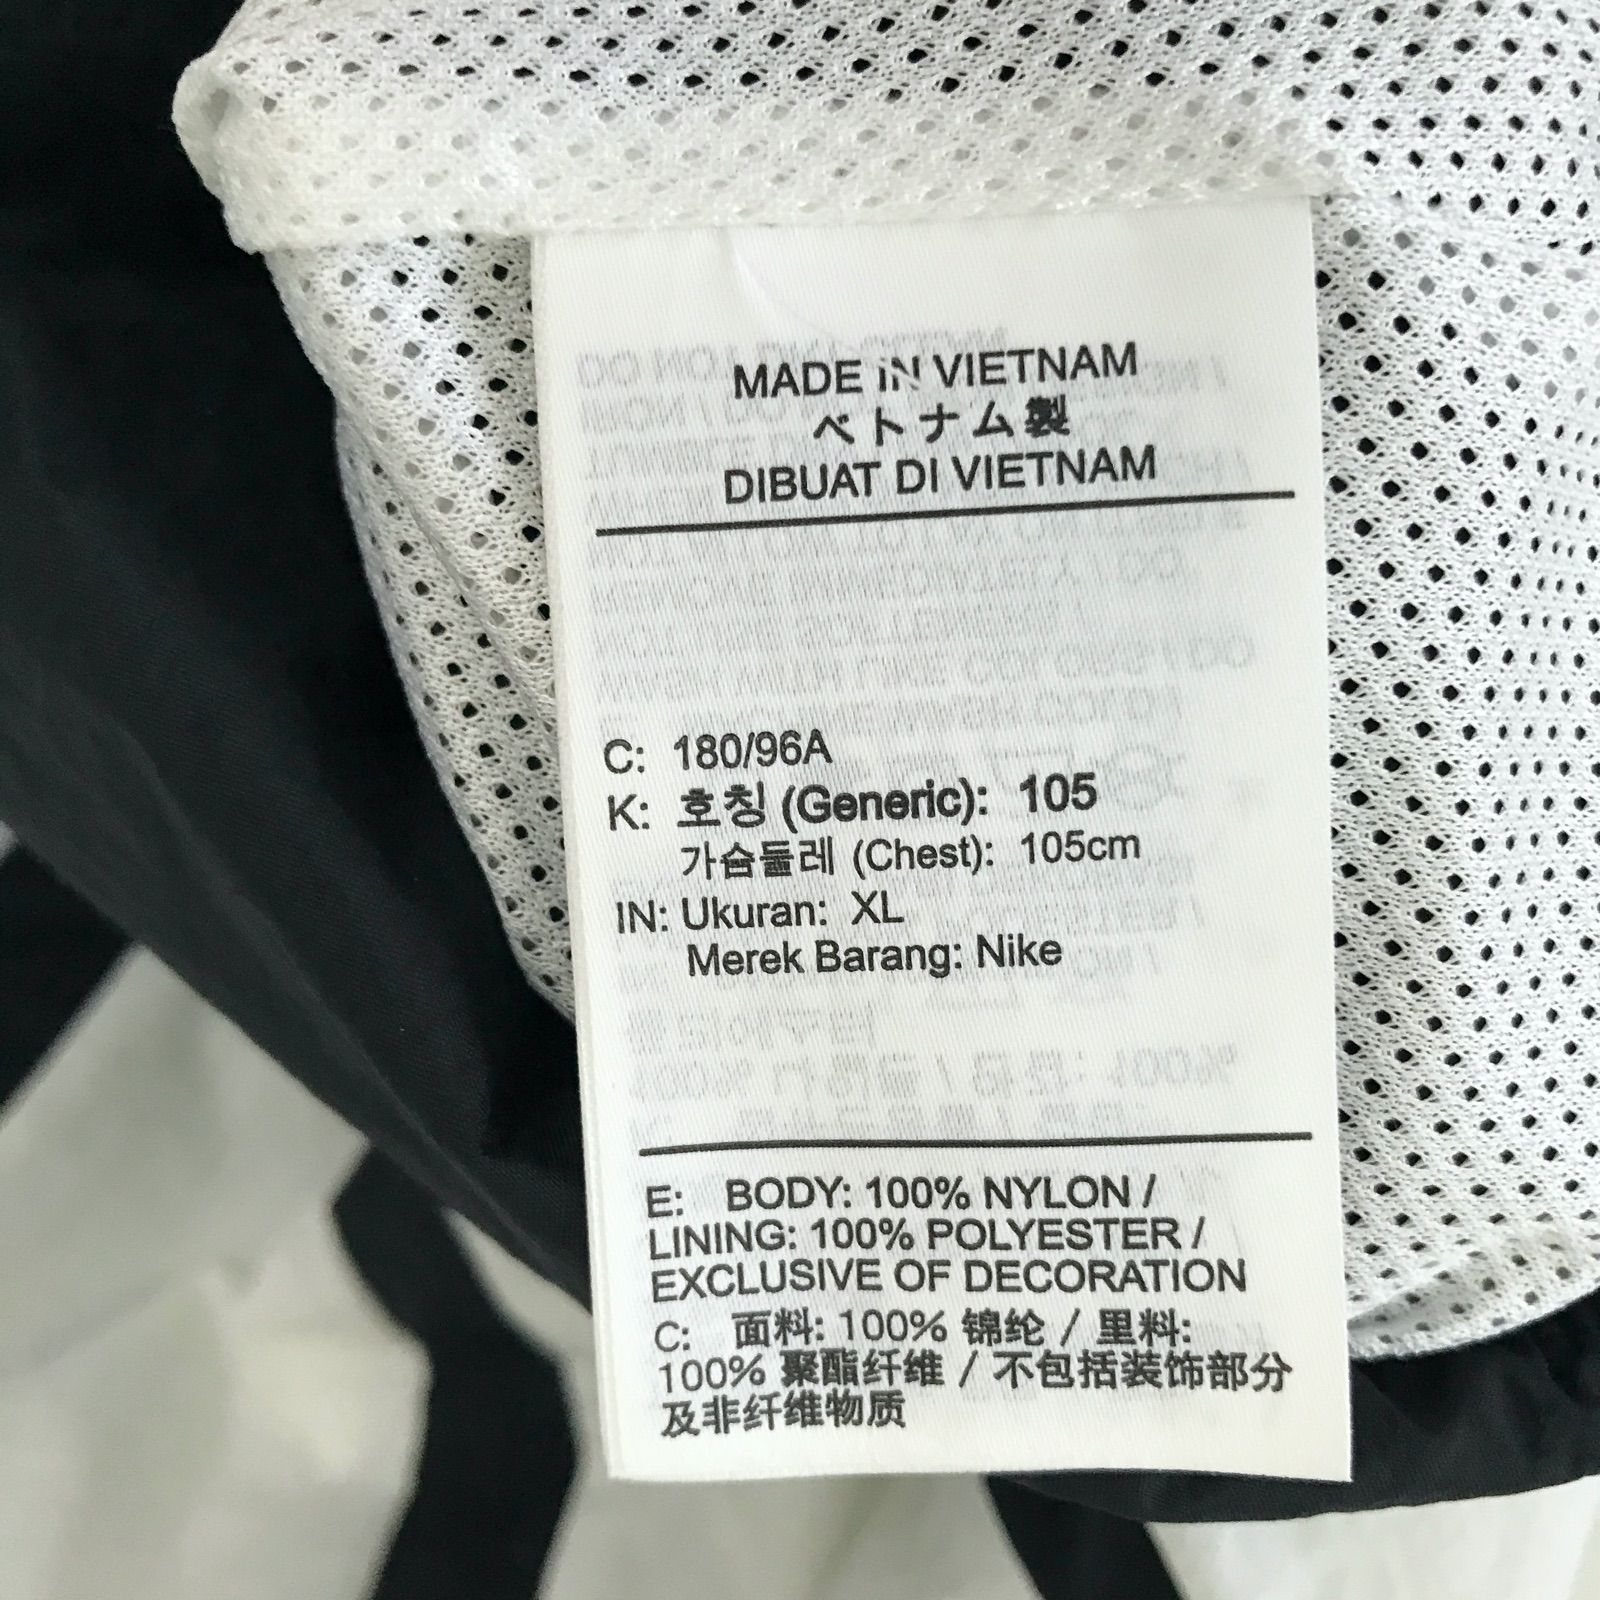 MADE iN VIETNAM
ベトナム製
DIBUAT DI VIETNAM
C: 180/96A
K: 호칭 (Generic): 105
가슴둘레 (Chest): 105cm
IN: Ukuran: XL
Merek Barang: Nike
E: BODY: 100% NYLON /
LINING: 100% POLYESTER /
EXCLUSIVE OF DECORATION
C: 面料: 100% 锦纶 / 里料:
100% 聚酯纤维 / 不包括装饰部分
及非纤维物质